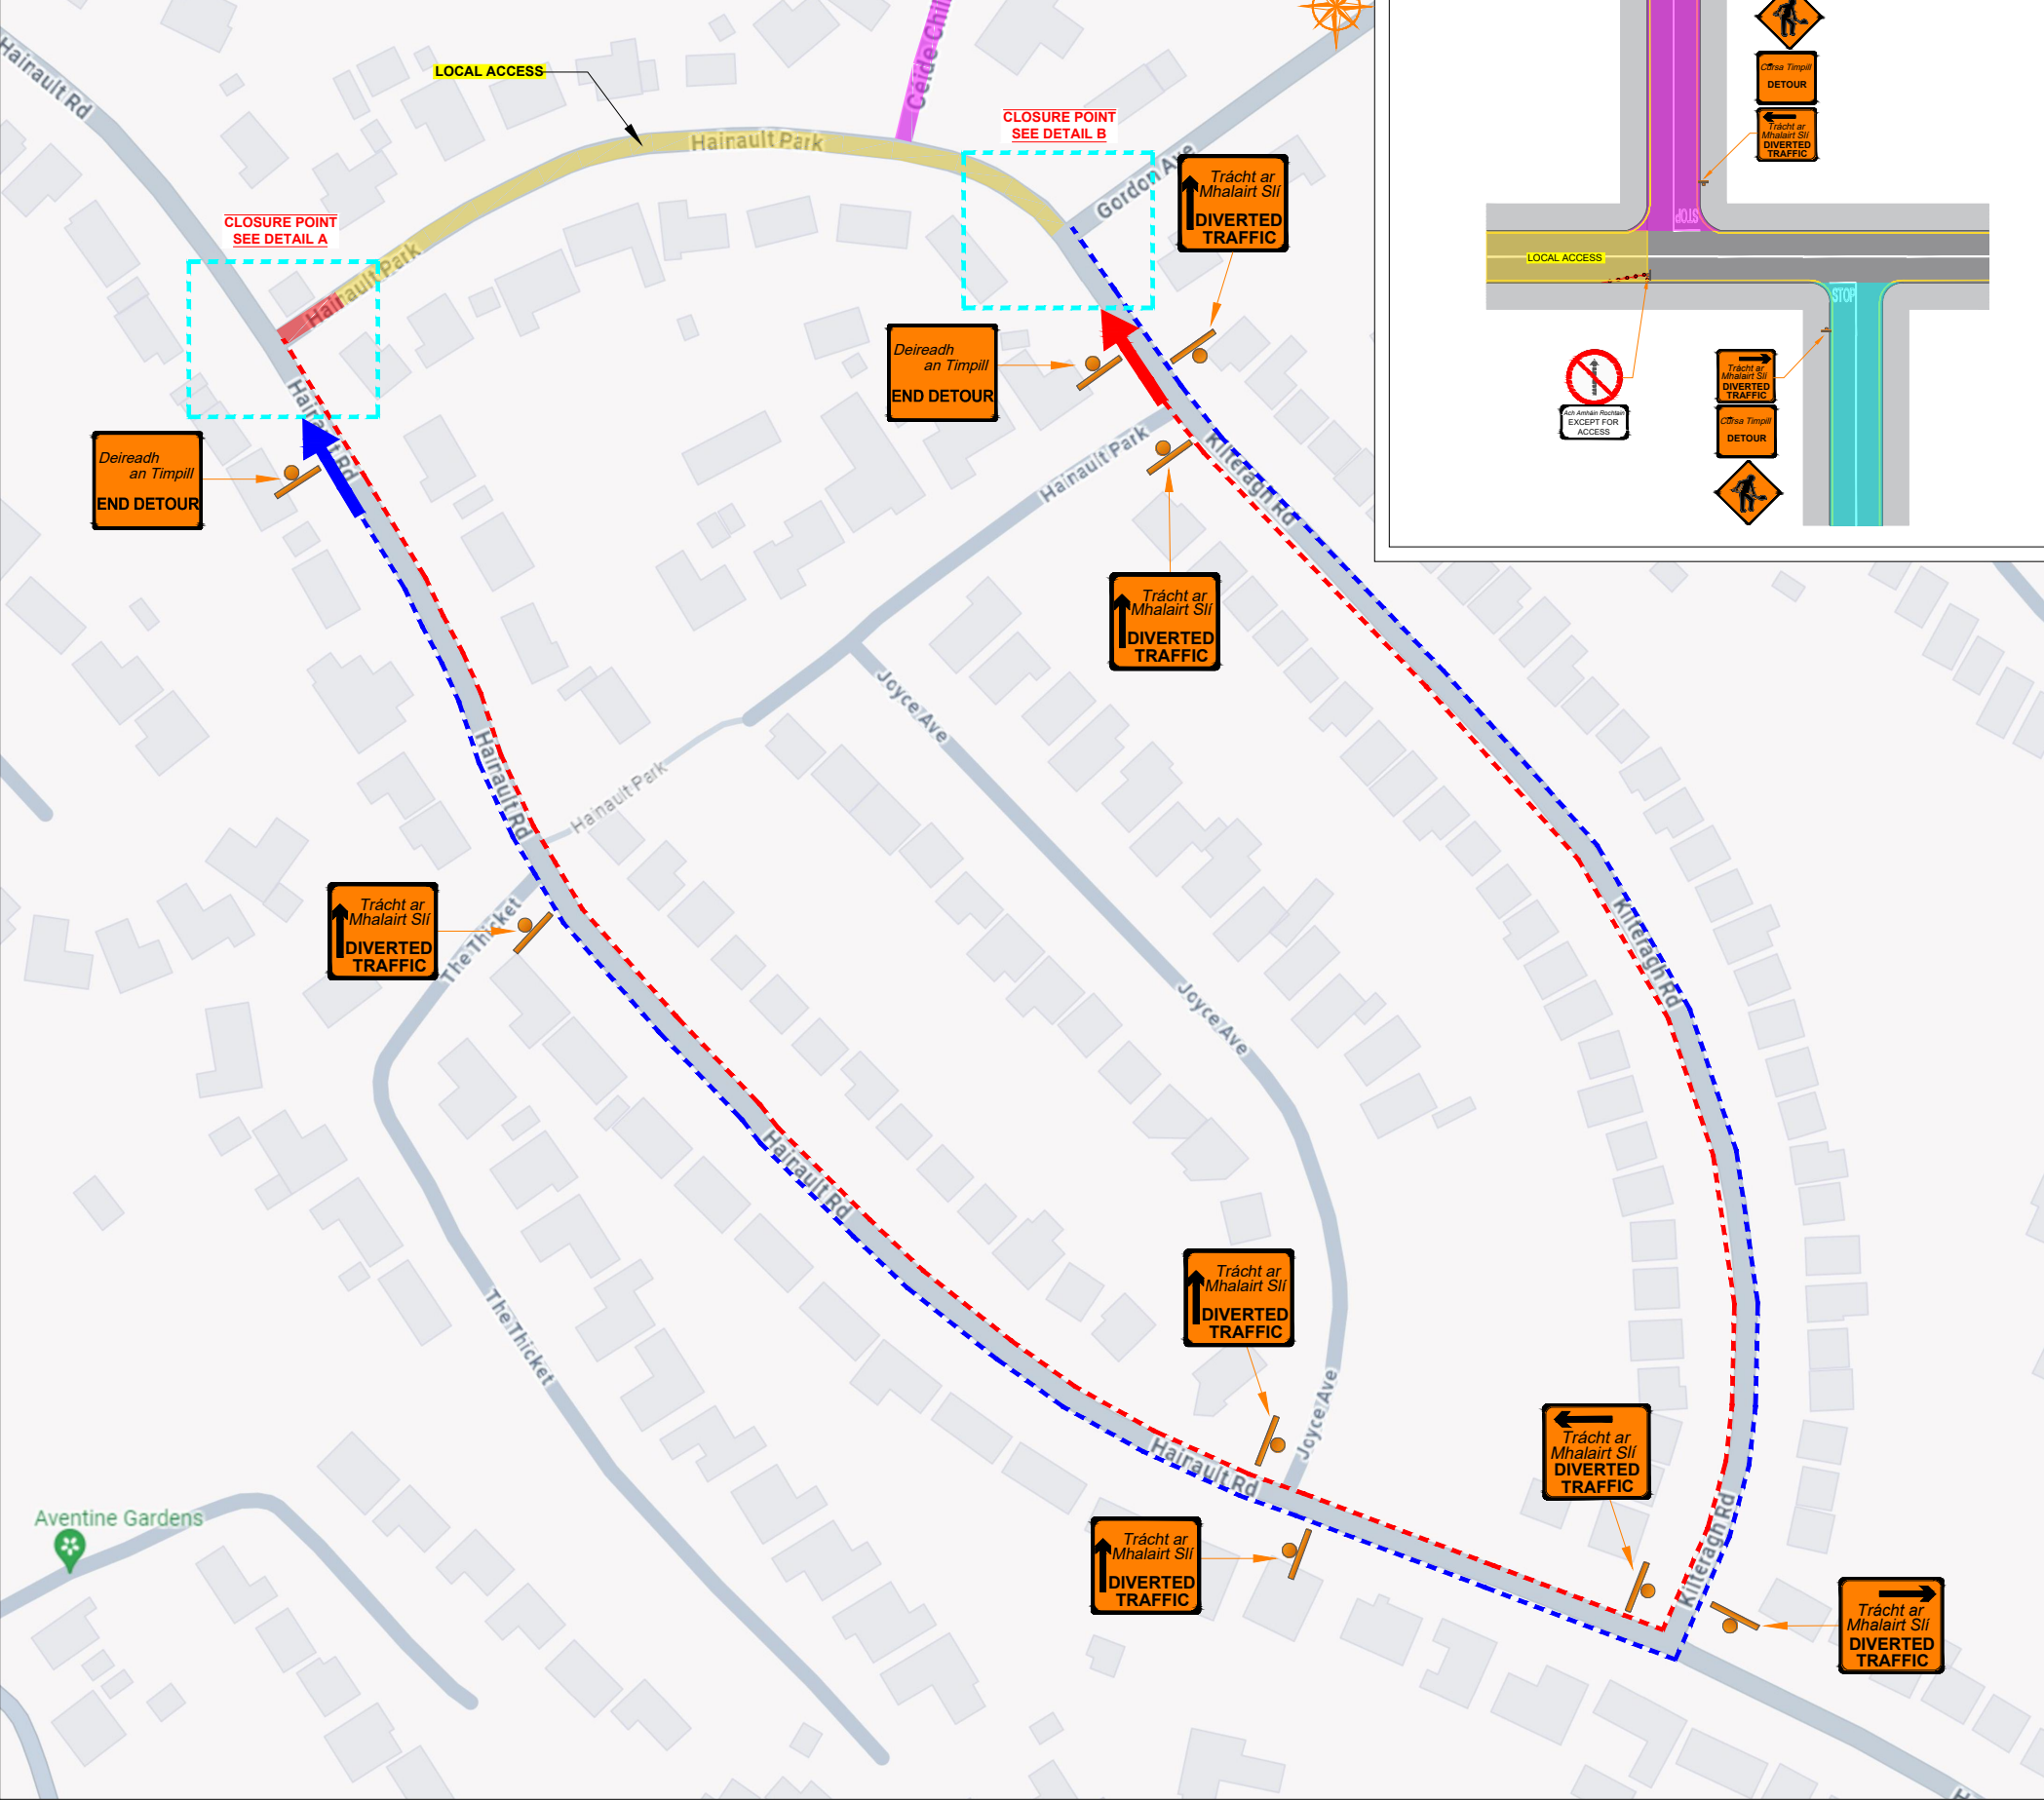 Hainault Rd
LOCAL ACCESS
Hainault Park
CLOSURE POINT
SEE DETAIL B
Gordon Ave
Trácht ar
Mhalairt Slí
DIVERTED
TRAFFIC
CLOSURE POINT
SEE DETAIL A
Hainault Park
Hainault Rd
Deireadh
an Timpill
END DETOUR
Deireadh
an Timpill
END DETOUR
Hainault Park
Kilteragh Rd
Trácht ar
Mhalairt Slí
DIVERTED
TRAFFIC
Joyce Ave
Hainault Rd
Hainault Park
Trácht ar
Mhalairt Slí
DIVERTED
TRAFFIC
The Thicket
Kilteragh Rd
Joyce Ave
Hainault Rd
The Thicket
Trácht ar
Mhalairt Slí
DIVERTED
TRAFFIC
Joyce Ave
Hainault Rd
Trácht ar
Mhalairt Slí
DIVERTED
TRAFFIC
Kilteragh Rd
Aventine Gardens
Trácht ar
Mhalairt Slí
DIVERTED
TRAFFIC
Trácht ar
Mhalairt Slí
DIVERTED
TRAFFIC
Cúrsa Timpill
DETOUR
Trácht ar
Mhalairt Slí
DIVERTED
TRAFFIC
STOP
LOCAL ACCESS
STOP
Ach Amháin Rochtain
EXCEPT FOR
ACCESS
Trácht ar
Mhalairt Slí
DIVERTED
TRAFFIC
Cúrsa Timpill
DETOUR